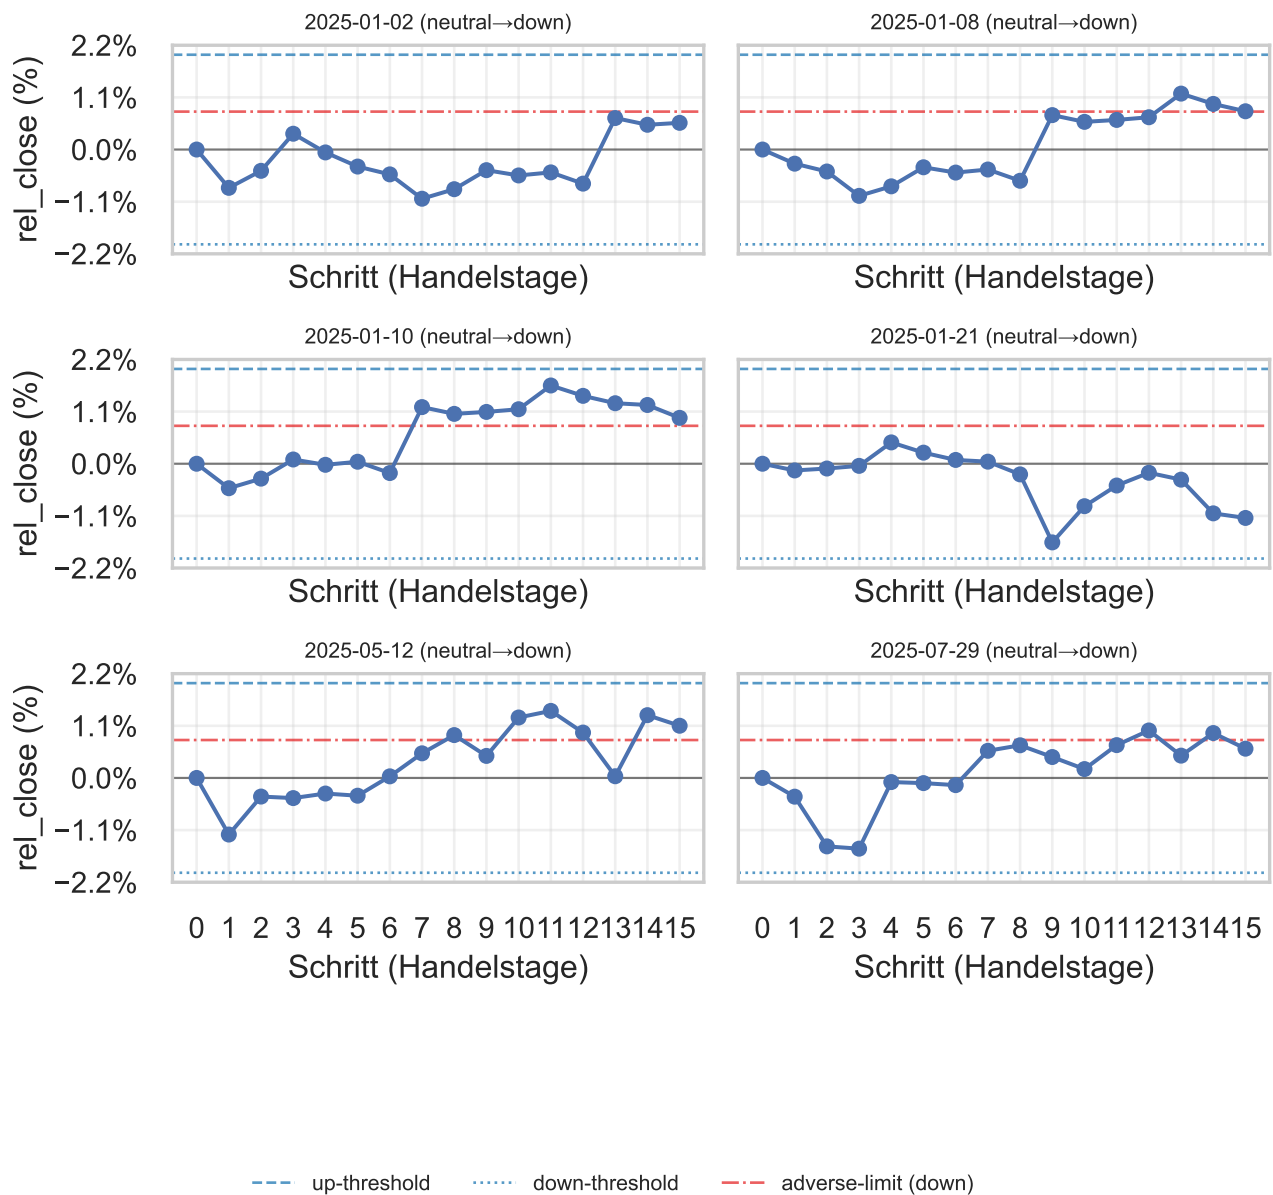 2025-01-02 (neutral→down)
2025-01-08 (neutral→down)
2.2%
1.1%
0.0%
−1.1%
−2.2%
rel_close (%)
Schritt (Handelstage)
Schritt (Handelstage)
2025-01-10 (neutral→down)
2025-01-21 (neutral→down)
2.2%
1.1%
0.0%
−1.1%
−2.2%
rel_close (%)
Schritt (Handelstage)
Schritt (Handelstage)
2025-05-12 (neutral→down)
2025-07-29 (neutral→down)
2.2%
1.1%
0.0%
−1.1%
−2.2%
rel_close (%)
0 1 2 3 4 5 6 7 8 9 10 11 12 13 14 15
0 1 2 3 4 5 6 7 8 9 10 11 12 13 14 15
Schritt (Handelstage)
Schritt (Handelstage)
up-threshold
down-threshold
adverse-limit (down)